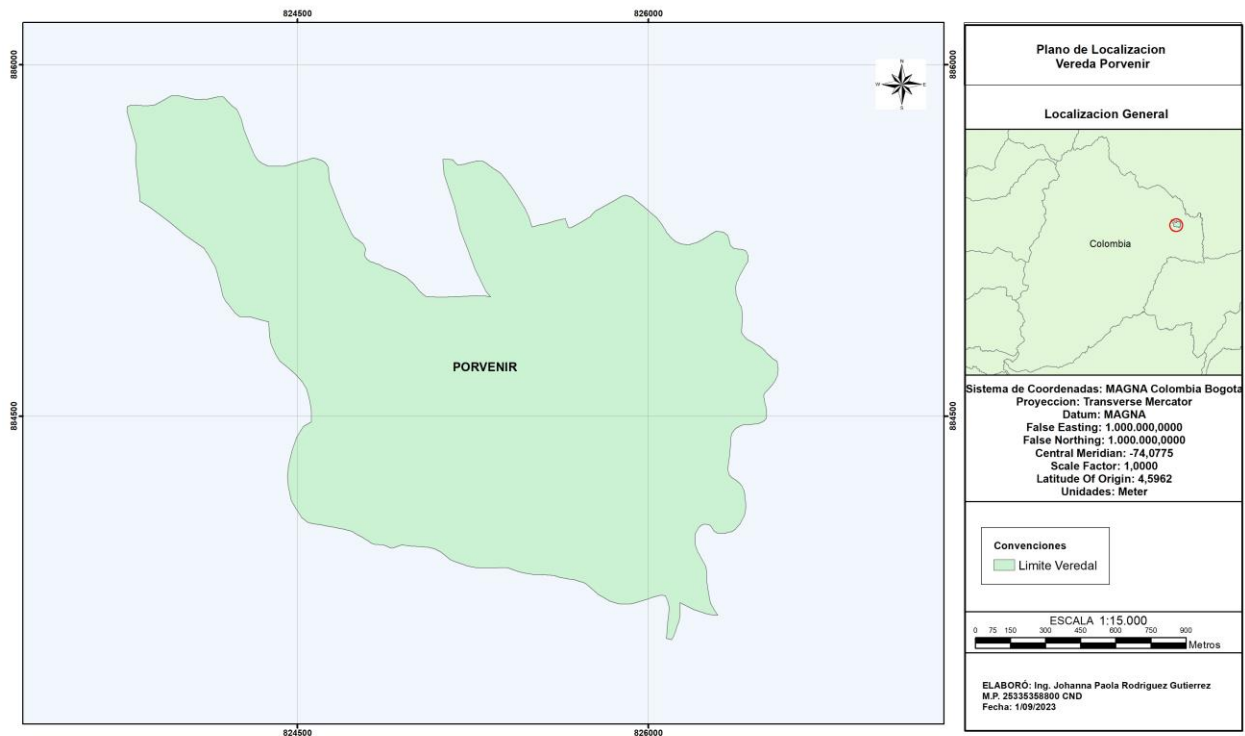 824500
826000
886000
886000
N
W
E
S
PORVENIR
884500
884500
824500
826000
Plano de Localizacion
Vereda Porvenir
Localizacion General
Colombia
Sistema de Coordenadas: MAGNA Colombia Bogota
Proyeccion: Transverse Mercator
Datum: MAGNA
False Easting: 1.000.000,0000
False Northing: 1.000.000,0000
Central Meridian: -74,0775
Scale Factor: 1,0000
Latitude Of Origin: 4,5962
Unidades: Meter
Convenciones
Limite Veredal
ESCALA 1:15.000
0 75 150 300 450 600 750 900
Metros
ELABORÓ: Ing. Johanna Paola Rodriguez Gutierrez
M.P. 25335358800 CND
Fecha: 1/09/2023